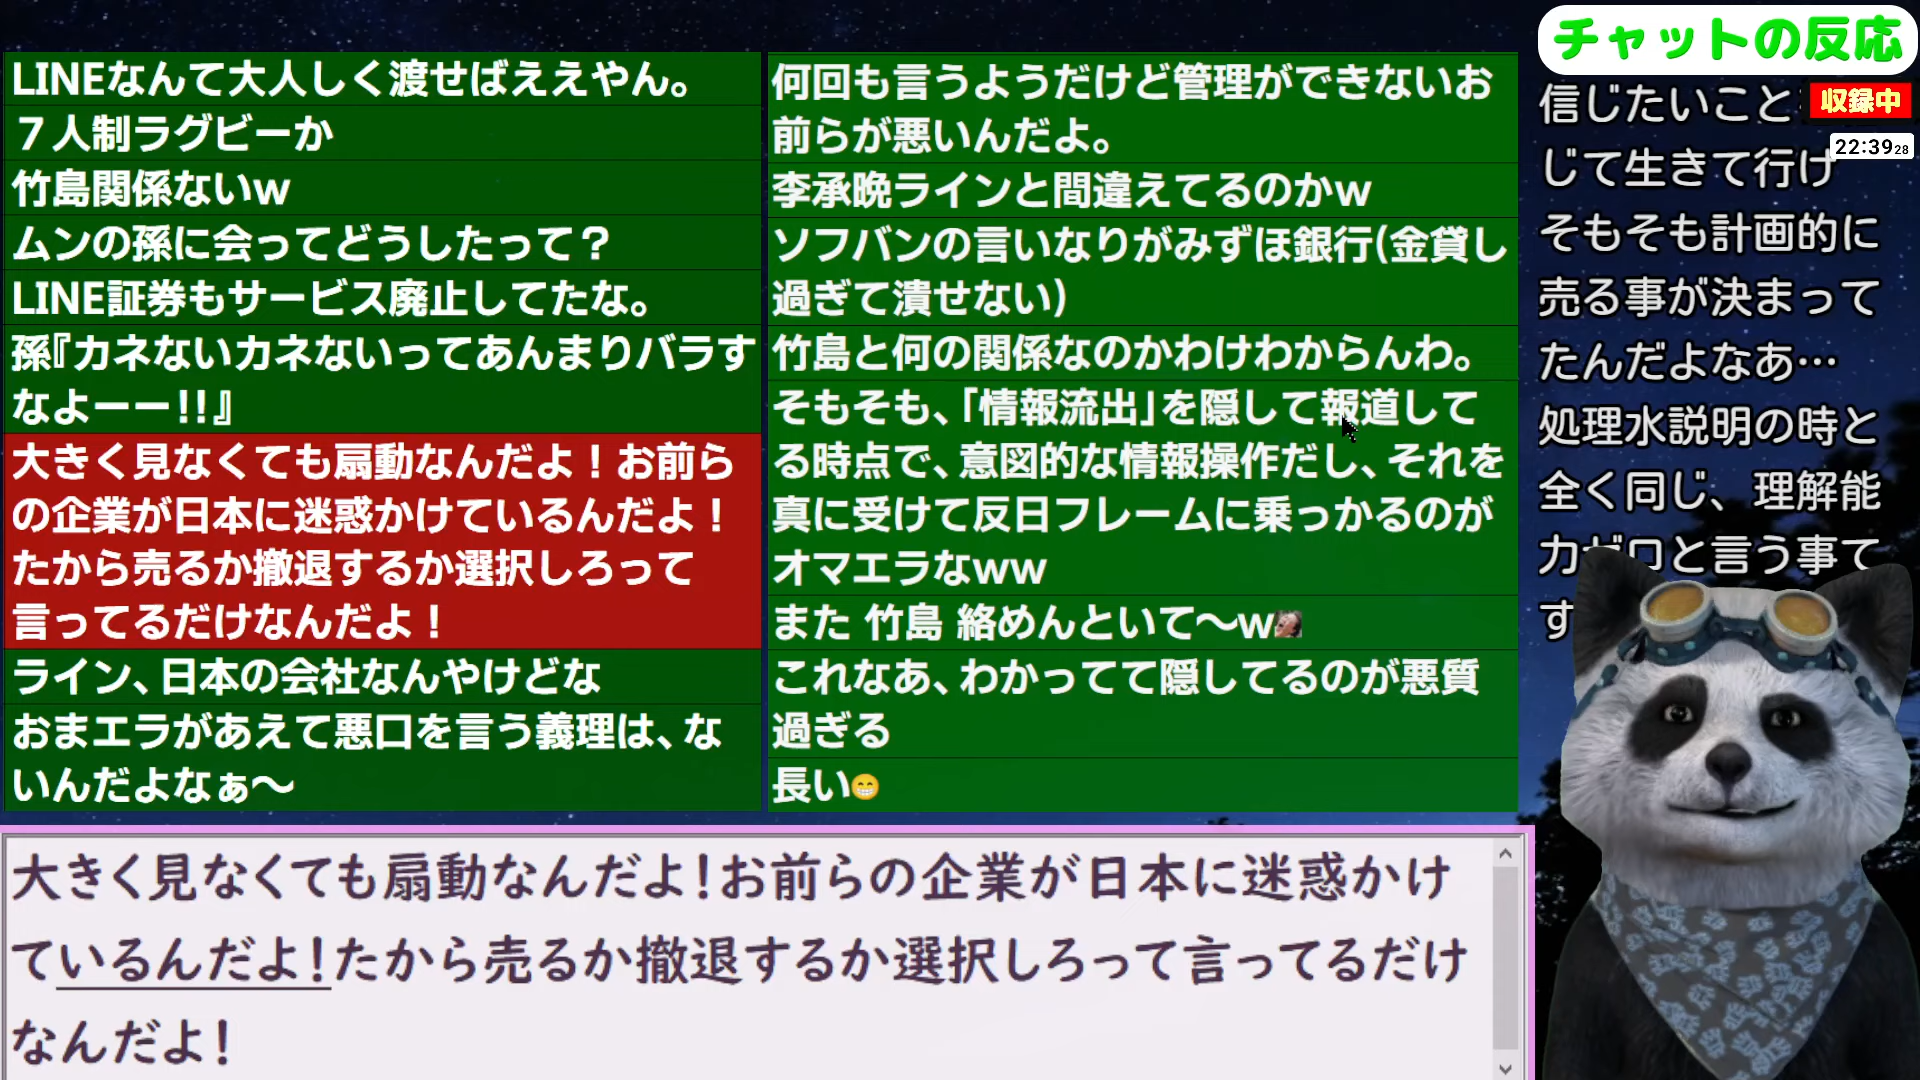 LINEなんて大人しく渡せばええやん。
７人制ラグビーか
竹島関係ないw
ムンの孫に会ってどうしたって？
LINE証券もサービス廃止してたな。
孫『カネないカネないってあんまりバラす
なよーー!!』
大きく見なくても扇動なんだよ！お前ら
の企業が日本に迷惑かけているんだよ！
たから売るか撤退するか選択しろって
言ってるだけなんだよ！
ライン、日本の会社なんやけどな
おまエラがあえて悪口を言う義理は、な
いんだよなぁ～
何回も言うようだけど管理ができないお
前らが悪いんだよ。
李承晩ラインと間違えてるのかw
ソフバンの言いなりがみずほ銀行(金貸し
過ぎて潰せない)
竹島と何の関係なのかわけわからんわ。
そもそも、「情報流出」を隠して報道して
る時点で、意図的な情報操作だし、それを
真に受けて反日フレームに乗っかるのが
オマエラなww
また 竹島 絡めんといて～w
これなあ、わかってて隠してるのが悪質
過ぎる
長い😁
チャットの反応
収録中
22:39 28
信じたいこと
じて生きて行け
そもそも計画的に
売る事が決まって
たんだよなあ…
処理水説明の時と
全く同じ、理解能
力ゼロと言う事で
す
大きく見なくても扇動なんだよ！お前らの企業が日本に迷惑かけ
ているんだよ！たから売るか撤退するか選択しろって言ってるだけ
なんだよ！